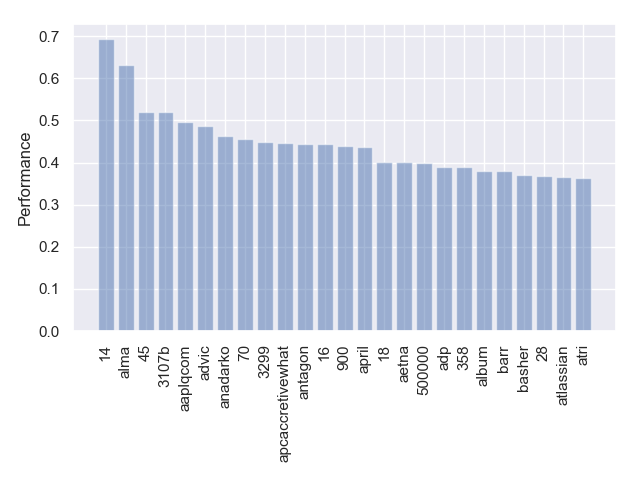 0.7
0.6
0.5
0.4
0.3
0.2
0.1
0.0
Performance
14
alma
45
3107b
aaplqcom
advic
anadarko
70
3299
apcaccretivewhat
antagon
16
900
april
18
aetna
500000
adp
358
album
barr
basher
28
atlassian
atri